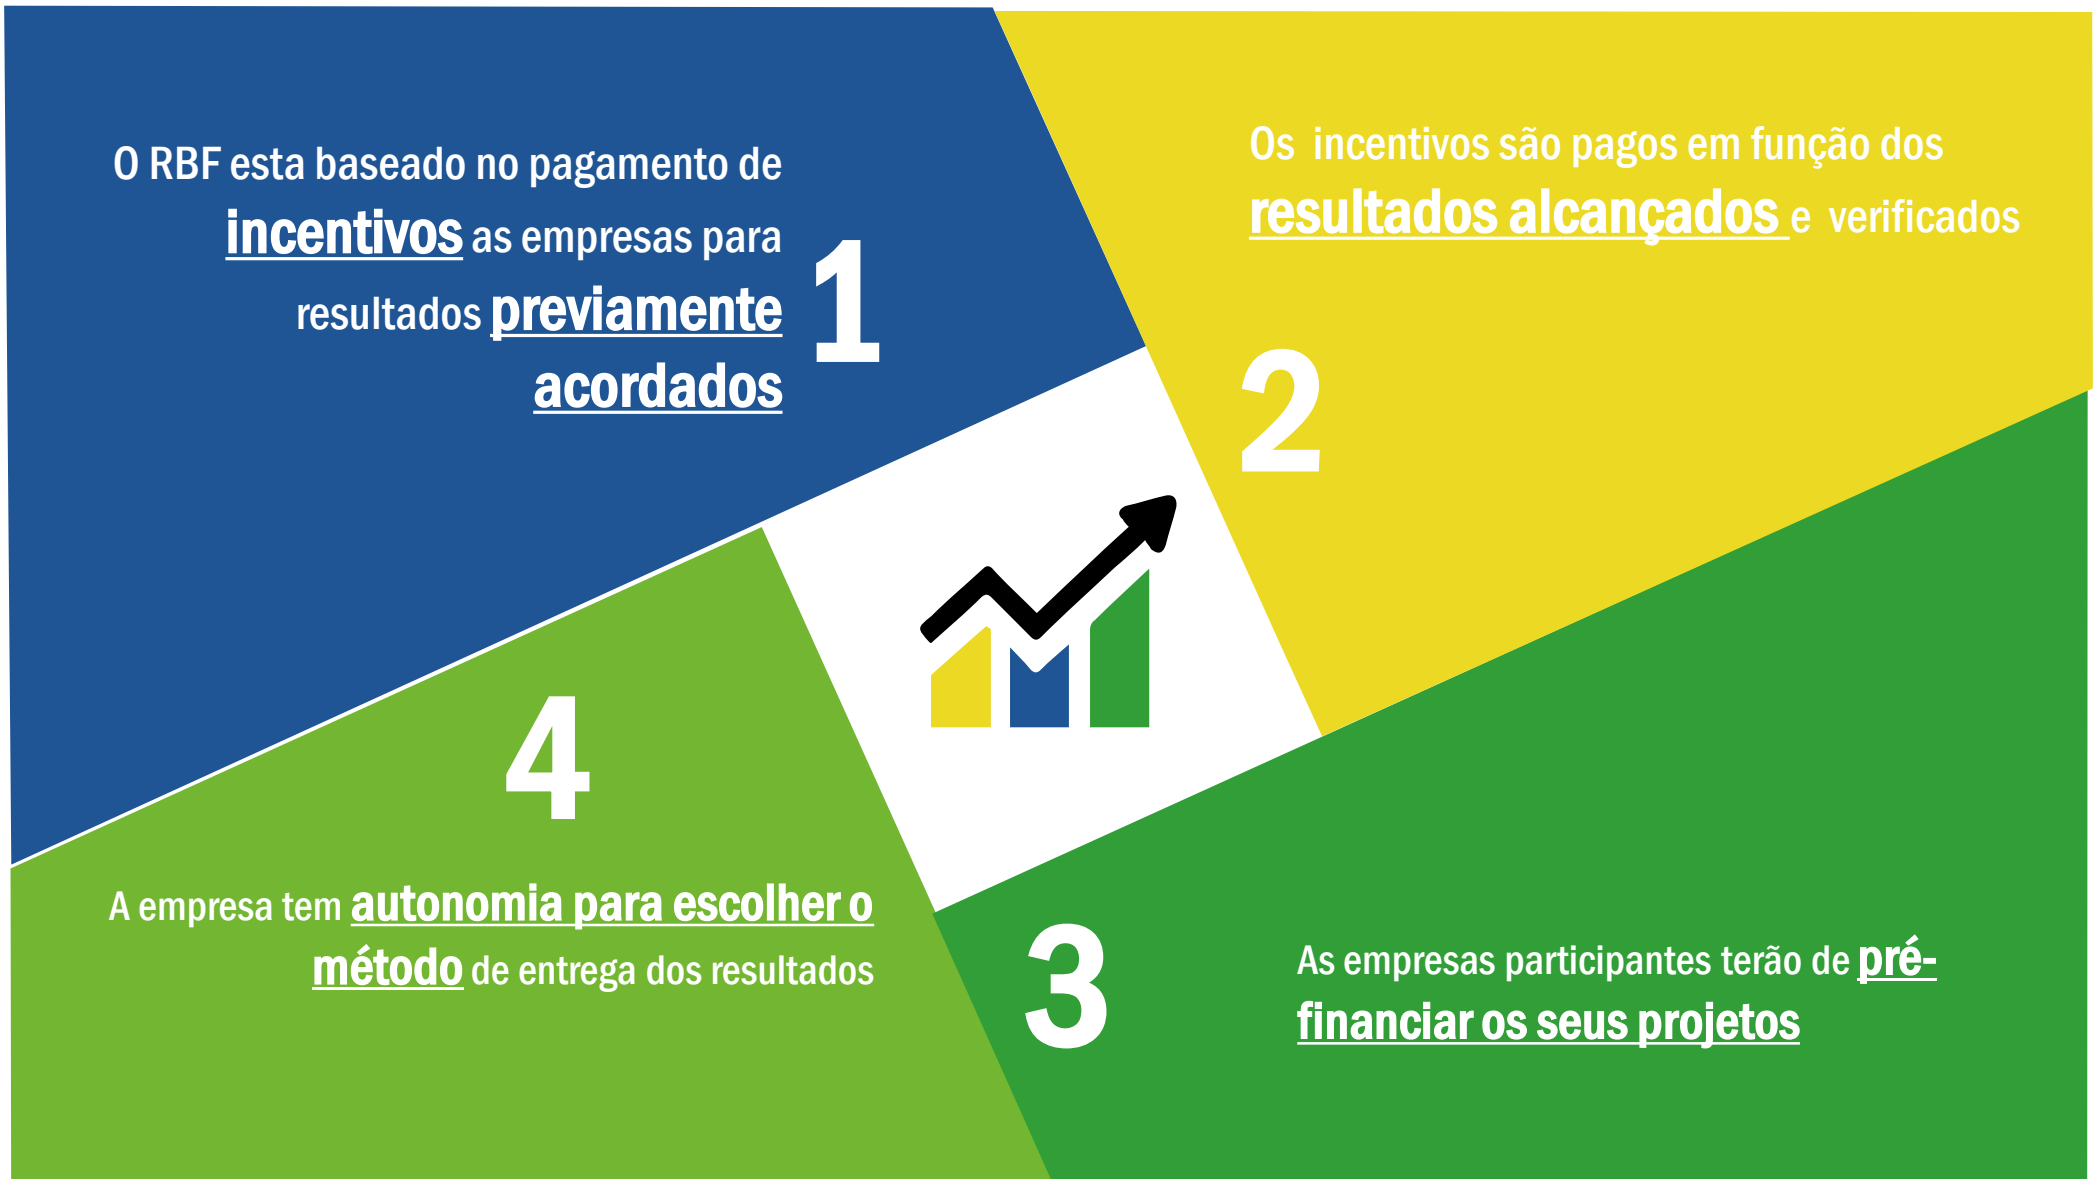 O RBF esta baseado no pagamento de
incentivos as empresas para
resultados previamente
acordados
1
Os incentivos são pagos em função dos
resultados alcançados e verificados
2
3
As empresas participantes terão de pré-
financiar os seus projetos
4
A empresa tem autonomia para escolher o
método de entrega dos resultados